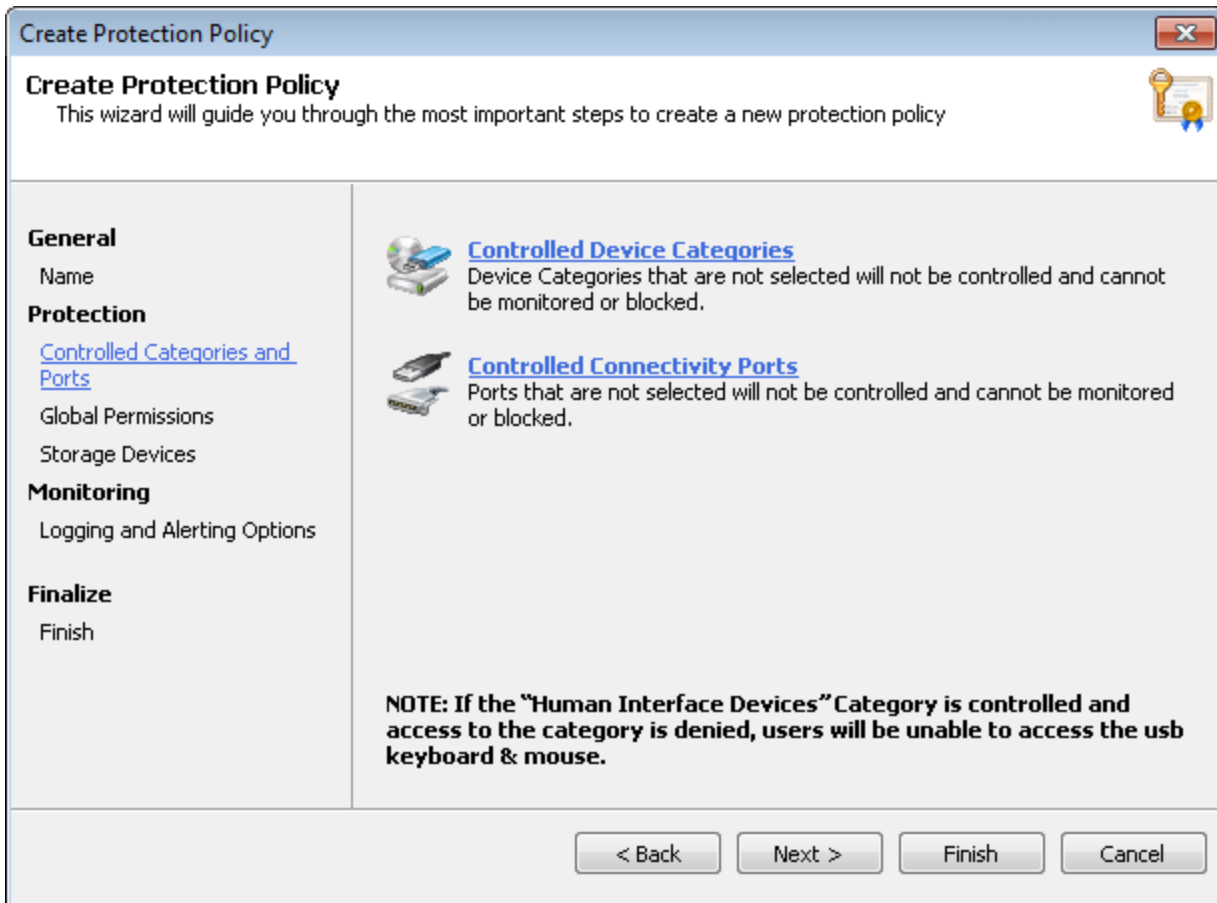 Create Protection Policy
Create Protection Policy
This wizard will guide you through the most important steps to create a new protection policy
General
Name
Protection
Controlled Categories and
Ports
Global Permissions
Storage Devices
Monitoring
Logging and Alerting Options
Finalize
Finish
Controlled Device Categories
Device Categories that are not selected will not be controlled and cannot
be monitored or blocked.
Controlled Connectivity Ports
Ports that are not selected will not be controlled and cannot be monitored
or blocked.
NOTE: If the “Human Interface Devices” Category is controlled and
access to the category is denied, users will be unable to access the usb
keyboard & mouse.
< Back
Next >
Finish
Cancel